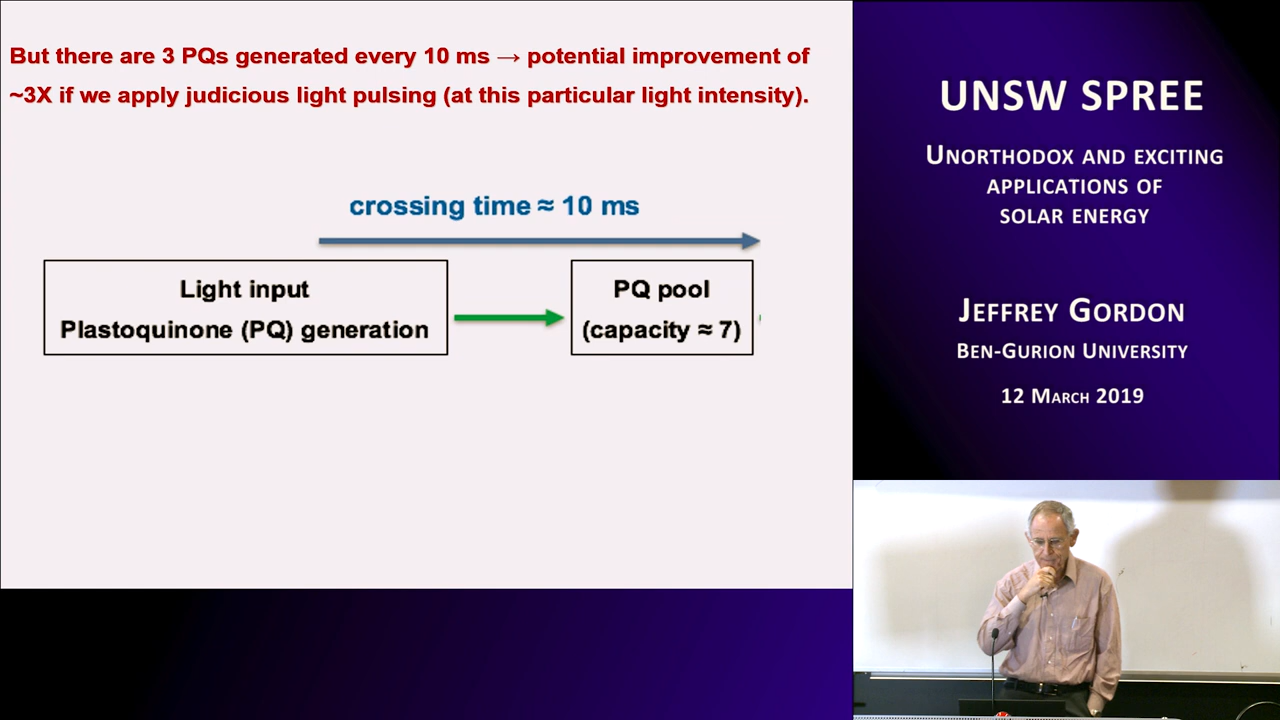 But there are 3 PQs generated every 10 ms → potential improvement of
~3X if we apply judicious light pulsing (at this particular light intensity).
crossing time ≈ 10 ms
Light input
Plastoquinone (PQ) generation
PQ pool
(capacity ≈ 7)
UNSW SPREE
Unorthodox and exciting
applications of
solar energy
Jeffrey Gordon
Ben-Gurion University
12 March 2019